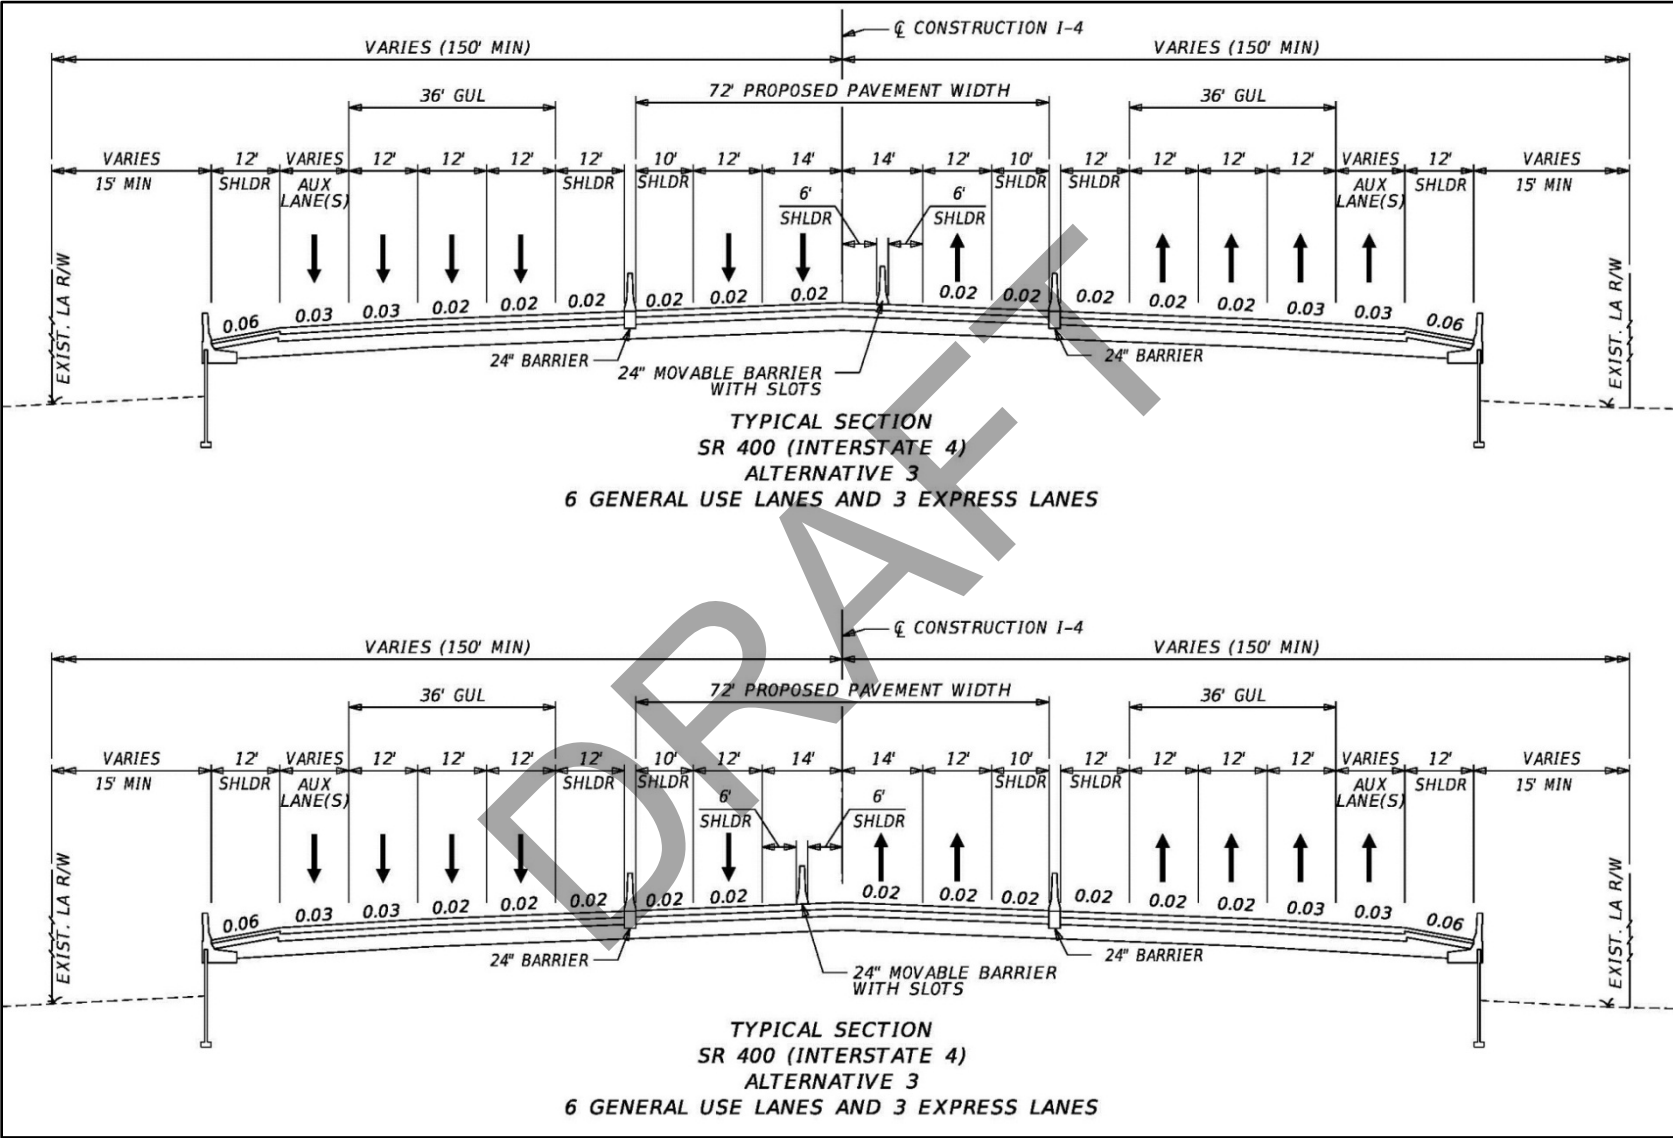 ℄ CONSTRUCTION I-4
VARIES (150' MIN) VARIES (150' MIN)
36' GUL 72' PROPOSED PAVEMENT WIDTH 36' GUL
VARIES 12' VARIES 12' 12' 12' 12' 10' 12' 14' 14' 12' 10' 12' 12' 12' 12' VARIES 12' VARIES
15' MIN SHLDR AUX SHLDR SHLDR SHLDR SHLDR AUX SHLDR 15' MIN
LANE(S) LANE(S)
6' 6'
SHLDR SHLDR
EXIST. LA R/W EXIST. LA R/W
0.06 0.03 0.03 0.02 0.02 0.02 0.02 0.02 0.02 0.02 0.02 0.02 0.02 0.02 0.03 0.03 0.06
24" BARRIER 24" BARRIER
24" MOVABLE BARRIER
WITH SLOTS
TYPICAL SECTION
SR 400 (INTERSTATE 4)
ALTERNATIVE 3
6 GENERAL USE LANES AND 3 EXPRESS LANES
DRAFT
℄ CONSTRUCTION I-4
VARIES (150' MIN) VARIES (150' MIN)
36' GUL 72' PROPOSED PAVEMENT WIDTH 36' GUL
VARIES 12' VARIES 12' 12' 12' 12' 10' 12' 14' 14' 12' 10' 12' 12' 12' 12' VARIES 12' VARIES
15' MIN SHLDR AUX SHLDR SHLDR SHLDR SHLDR AUX SHLDR 15' MIN
LANE(S) LANE(S)
6' 6'
SHLDR SHLDR
EXIST. LA R/W EXIST. LA R/W
0.06 0.03 0.03 0.02 0.02 0.02 0.02 0.02 0.02 0.02 0.02 0.02 0.02 0.02 0.03 0.03 0.06
24" BARRIER 24" BARRIER
24" MOVABLE BARRIER
WITH SLOTS
TYPICAL SECTION
SR 400 (INTERSTATE 4)
ALTERNATIVE 3
6 GENERAL USE LANES AND 3 EXPRESS LANES